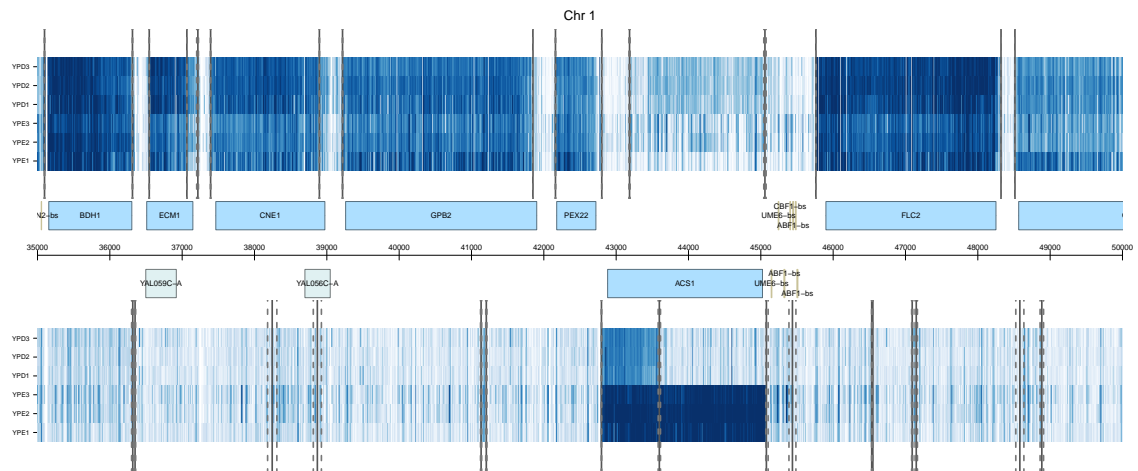 Chr 1
YPD3
YPD2
YPD1
YPE3
YPE2
YPE1
N2−bs BDH1 ECM1 CNE1 GPB2 PEX22 CBF1−bs
UME6−bs
ABF1−bs FLC2
35000 36000 37000 38000 39000 40000 41000 42000 43000 44000 45000 46000 47000 48000 49000 50000
YAL059C−A YAL056C−A ACS1 ABF1−bs
UME6−bs
ABF1−bs
YPD3
YPD2
YPD1
YPE3
YPE2
YPE1